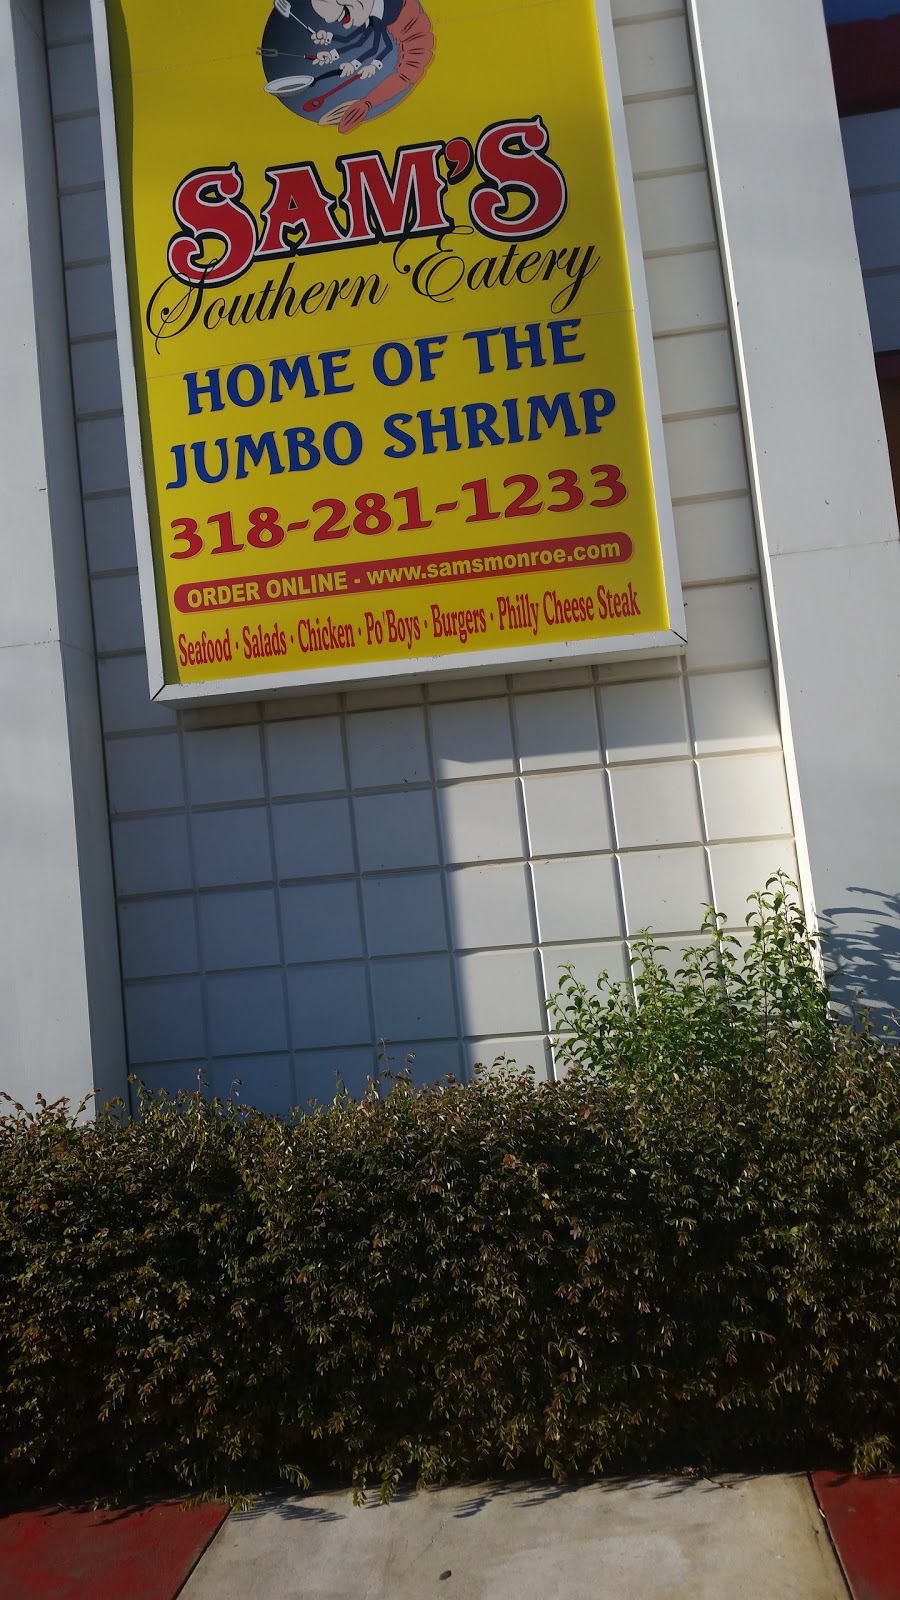 SAM'S
Southern Eatery
HOME OF THE
JUMBO SHRIMP
318-281-1233
ORDER ONLINE - www.samsmonroe.com
Seafood · Salads · Chicken · Po'Boys · Burgers · Philly Cheese Steak